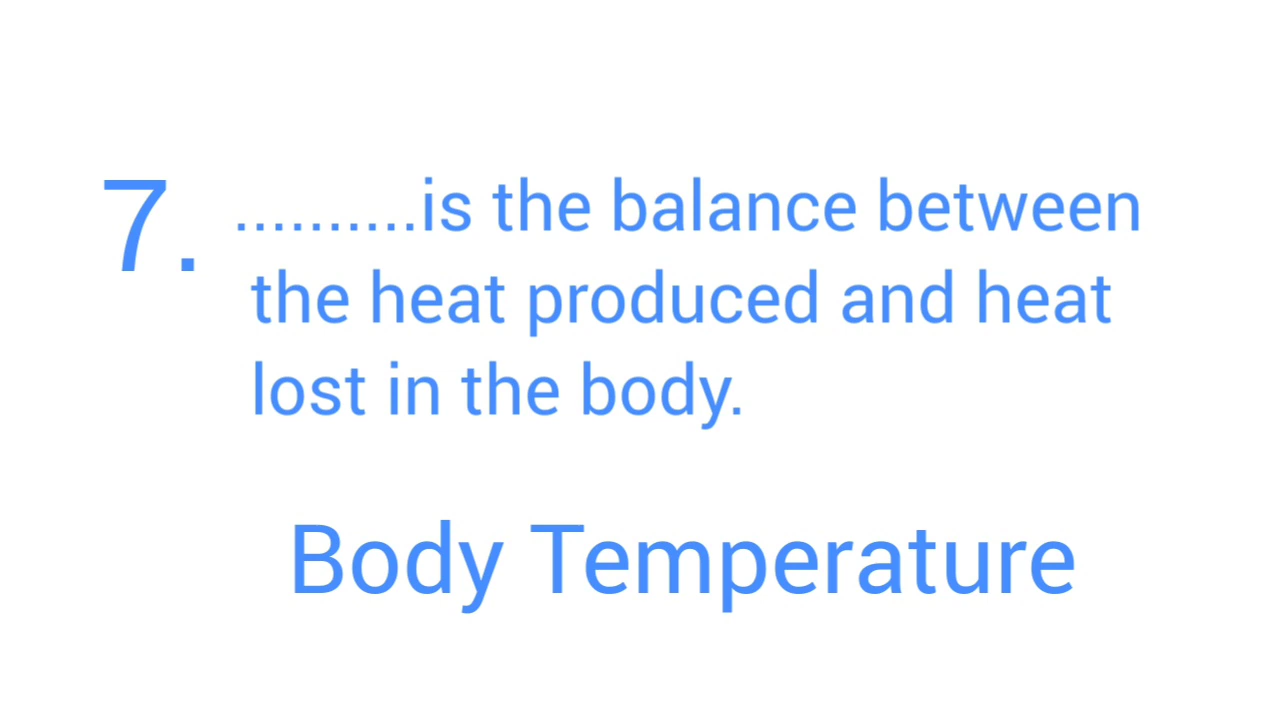 7. ..........is the balance between
the heat produced and heat
lost in the body.
Body Temperature